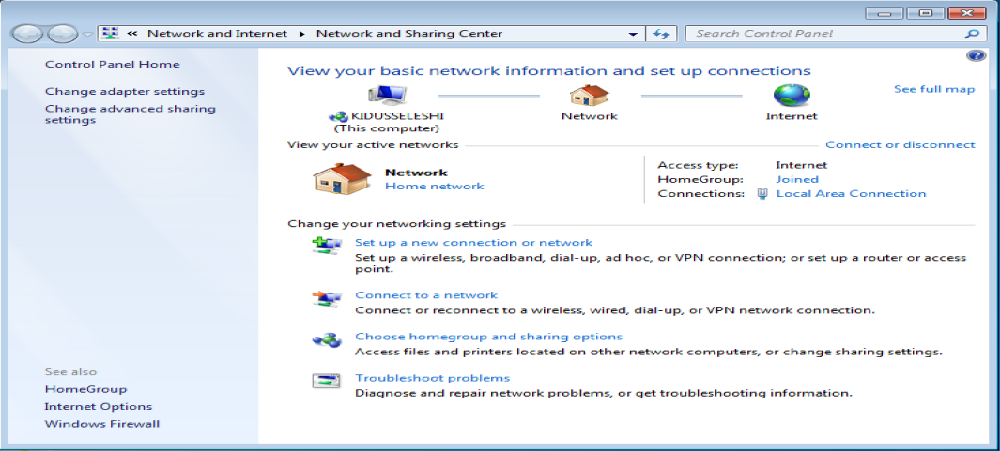 « Network and Internet ▸ Network and Sharing Center
Search Control Panel
Control Panel Home
Change adapter settings
Change advanced sharing
settings
See also
HomeGroup
Internet Options
Windows Firewall
View your basic network information and set up connections
KIDUSSELESHI
(This computer)
Network
Internet
See full map
View your active networks
Connect or disconnect
Network
Home network
Access type: Internet
HomeGroup: Joined
Connections: Local Area Connection
Change your networking settings
Set up a new connection or network
Set up a wireless, broadband, dial-up, ad hoc, or VPN connection; or set up a router or access
point.
Connect to a network
Connect or reconnect to a wireless, wired, dial-up, or VPN network connection.
Choose homegroup and sharing options
Access files and printers located on other network computers, or change sharing settings.
Troubleshoot problems
Diagnose and repair network problems, or get troubleshooting information.